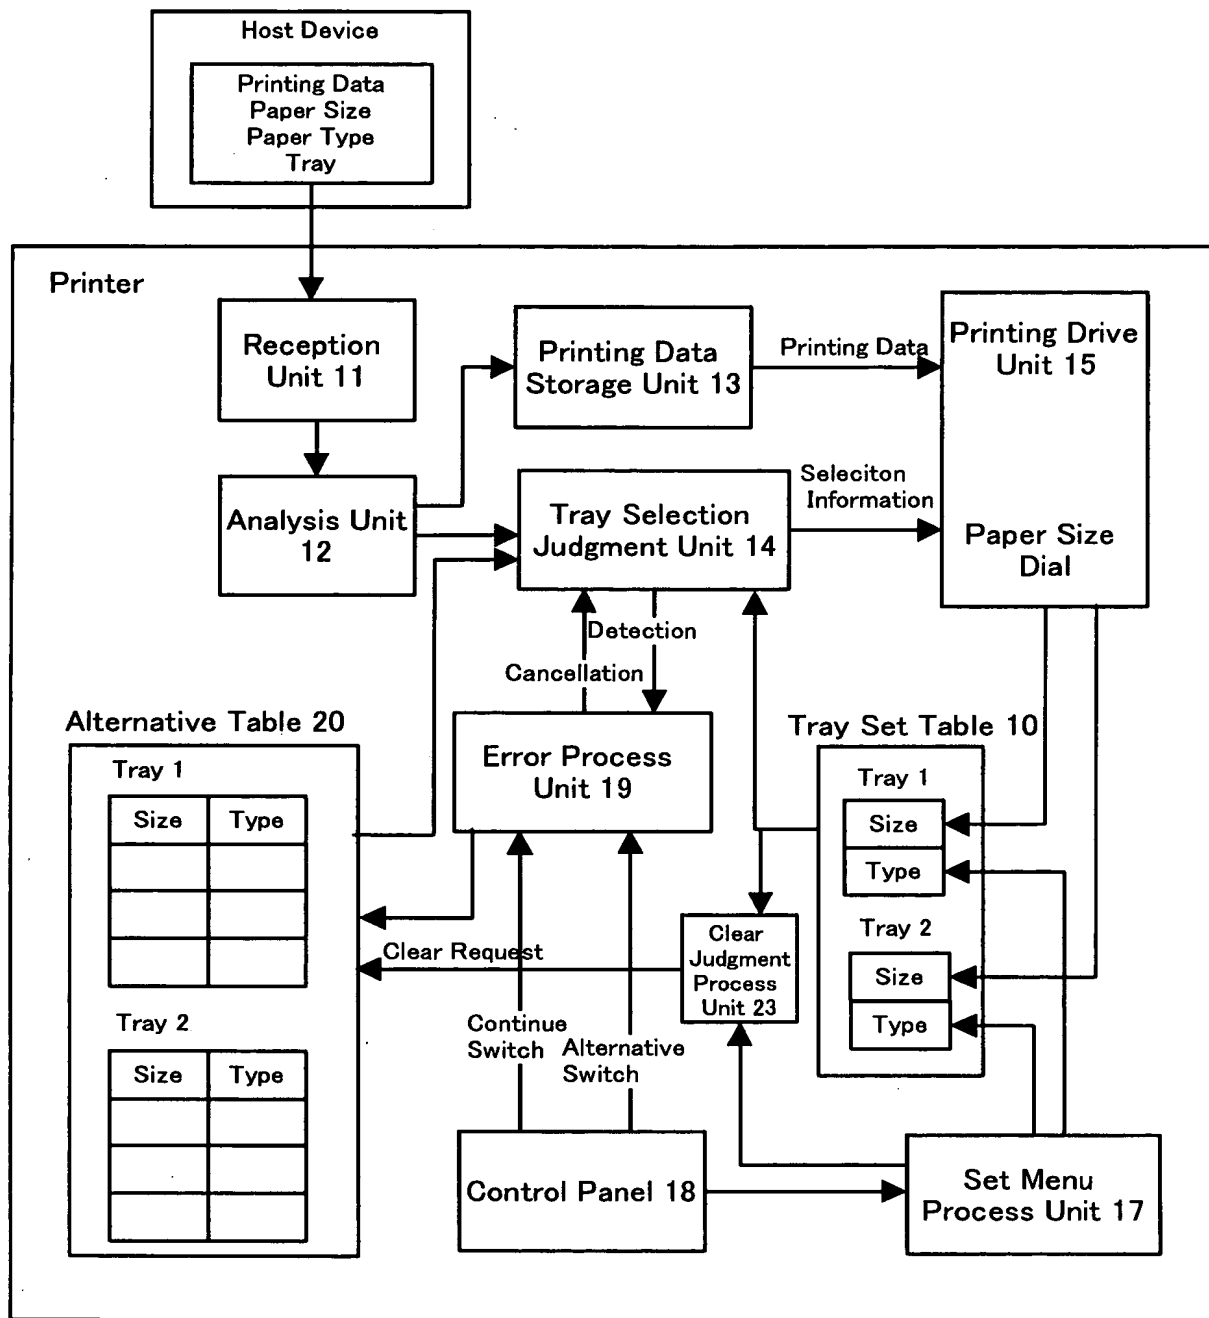 Host Device
Printing Data
Paper Size
Paper Type
Tray
Printer
Reception
Unit 11
Printing Data
Storage Unit 13
Printing Data
Printing Drive
Unit 15
Analysis Unit
12
Tray Selection
Judgment Unit 14
Seleciton
Information
Paper Size
Dial
Detection
Cancellation
Alternative Table 20
Tray 1
Size Type
Error Process
Unit 19
Tray Set Table 10
Tray 1
Size
Type
Tray 2
Size
Type
Clear
Judgment
Process
Unit 23
Clear Request
Tray 2
Size Type
Continue
Switch
Alternative
Switch
Control Panel 18
Set Menu
Process Unit 17